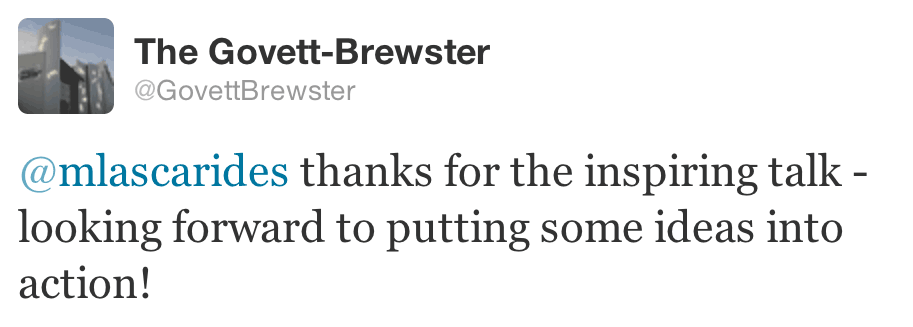 The Govett-Brewster
@GovettBrewster
@mlascarides thanks for the inspiring talk -
looking forward to putting some ideas into
action!